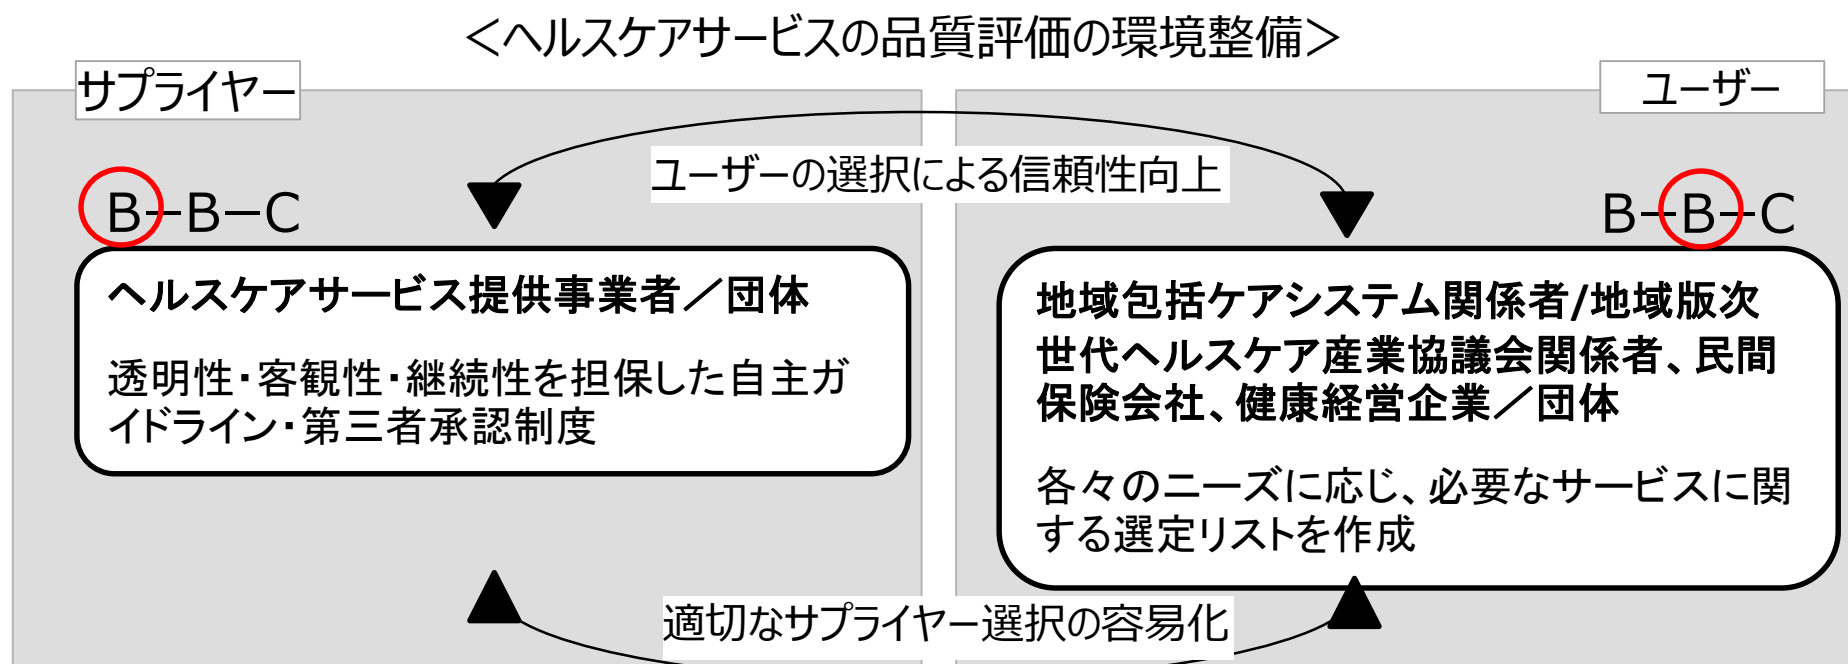 ＜ヘルスケアサービスの品質評価の環境整備＞
サプライヤー
ユーザー
ユーザーの選択による信頼性向上
B－B－C
B－B－C
ヘルスケアサービス提供事業者／団体
透明性・客観性・継続性を担保した自主ガ
イドライン・第三者承認制度
地域包括ケアシステム関係者/地域版次
世代ヘルスケア産業協議会関係者、民間
保険会社、健康経営企業／団体
各々のニーズに応じ、必要なサービスに関
する選定リストを作成
適切なサプライヤー選択の容易化